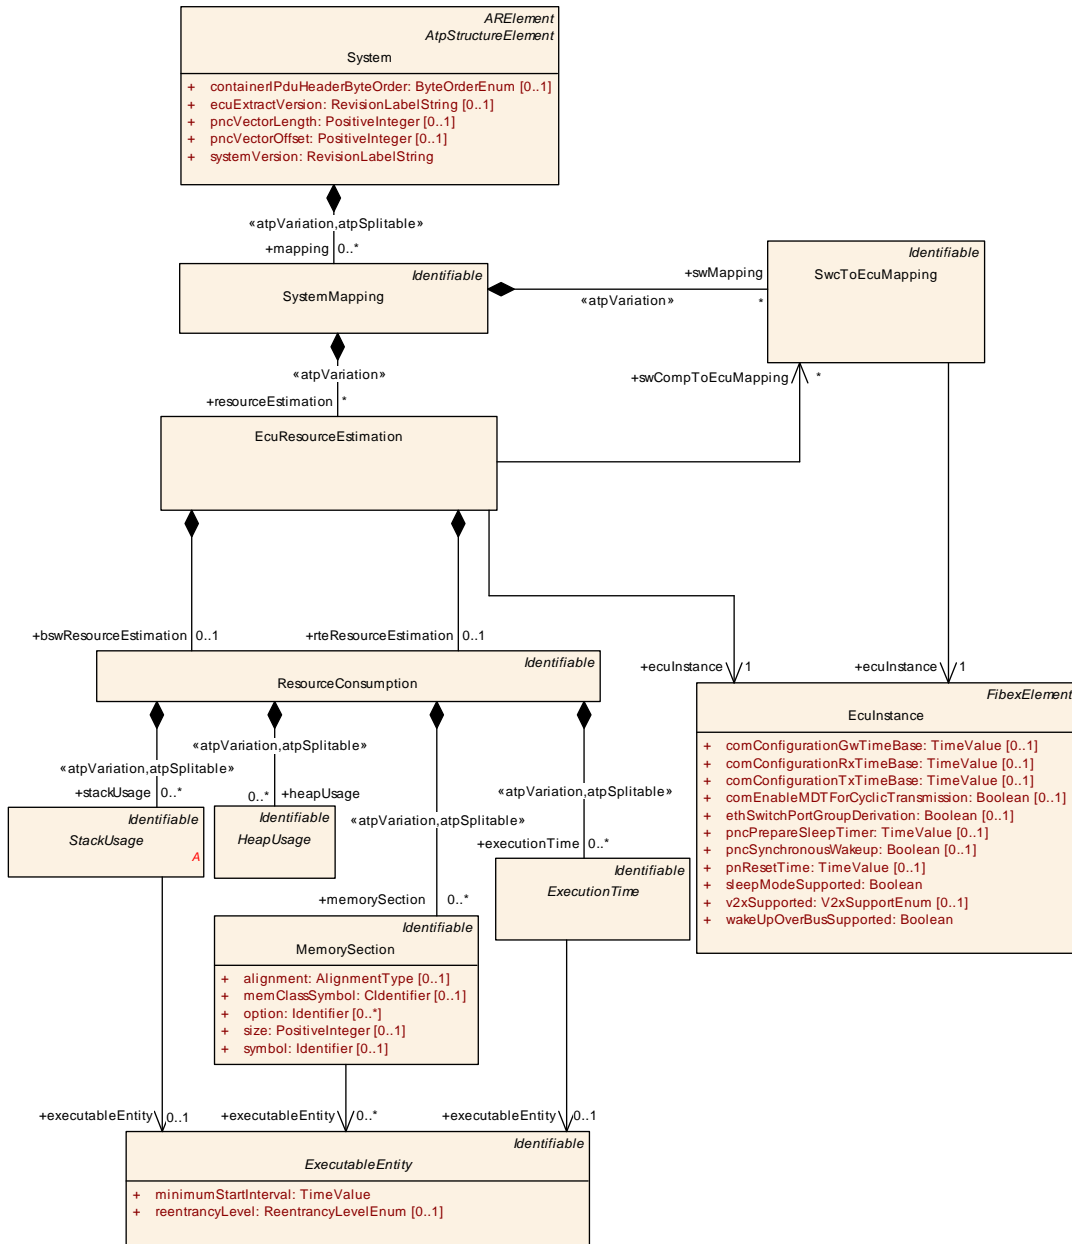 ARElement
AtpStructureElement
System
+ containerIPduHeaderByteOrder: ByteOrderEnum [0..1]
+ ecuExtractVersion: RevisionLabelString [0..1]
+ pncVectorLength: PositiveInteger [0..1]
+ pncVectorOffset: PositiveInteger [0..1]
+ systemVersion: RevisionLabelString
«atpVariation,atpSplitable»
+mapping 0..*
Identifiable
SystemMapping
+swMapping
«atpVariation»
*
Identifiable
SwcToEcuMapping
«atpVariation»
+resourceEstimation *
+swCompToEcuMapping *
EcuResourceEstimation
+bswResourceEstimation 0..1
+rteResourceEstimation 0..1
Identifiable
ResourceConsumption
+ecuInstance 1
+ecuInstance 1
FibexElement
EcuInstance
+ comConfigurationGwTimeBase: TimeValue [0..1]
+ comConfigurationRxTimeBase: TimeValue [0..1]
+ comConfigurationTxTimeBase: TimeValue [0..1]
+ comEnableMDTForCyclicTransmission: Boolean [0..1]
+ ethSwitchPortGroupDerivation: Boolean [0..1]
+ pncPrepareSleepTimer: TimeValue [0..1]
+ pncSynchronousWakeup: Boolean [0..1]
+ pnResetTime: TimeValue [0..1]
+ sleepModeSupported: Boolean
+ v2xSupported: V2xSupportEnum [0..1]
+ wakeUpOverBusSupported: Boolean
«atpVariation,atpSplitable»
«atpVariation,atpSplitable»
+stackUsage 0..*
0..* +heapUsage
«atpVariation,atpSplitable»
«atpVariation,atpSplitable»
Identifiable
StackUsage
A
Identifiable
HeapUsage
+executionTime 0..*
Identifiable
ExecutionTime
+memorySection 0..*
Identifiable
MemorySection
+ alignment: AlignmentType [0..1]
+ memClassSymbol: CIdentifier [0..1]
+ option: Identifier [0..*]
+ size: PositiveInteger [0..1]
+ symbol: Identifier [0..1]
+executableEntity 0..1
+executableEntity 0..*
+executableEntity 0..1
Identifiable
ExecutableEntity
+ minimumStartInterval: TimeValue
+ reentrancyLevel: ReentrancyLevelEnum [0..1]